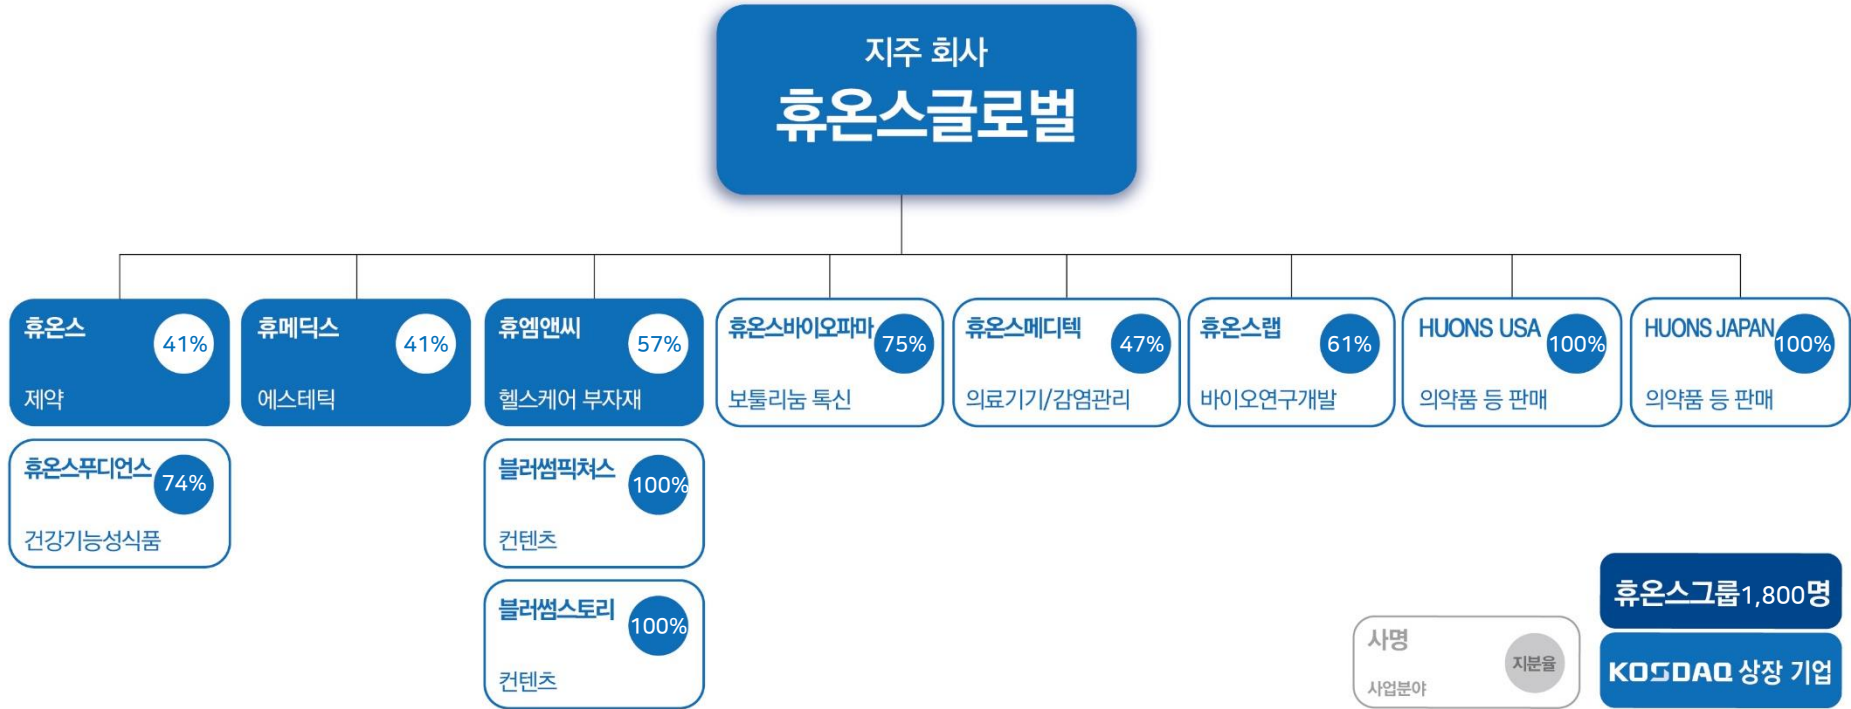 지주 회사
휴온스글로벌
휴온스
41%
제약
휴메딕스
41%
에스테틱
휴엠앤씨
57%
헬스케어 부자재
휴온스바이오파마
75%
보툴리눔 톡신
휴온스메디텍
47%
의료기기/감염관리
휴온스랩
61%
바이오연구개발
HUONS USA
100%
의약품 등 판매
HUONS JAPAN
100%
의약품 등 판매
휴온스푸디언스
74%
건강기능성식품
블러썸픽쳐스
100%
컨텐츠
블러썸스토리
100%
컨텐츠
사명
지분율
사업분야
휴온스그룹1,800명
KOSDAQ 상장 기업